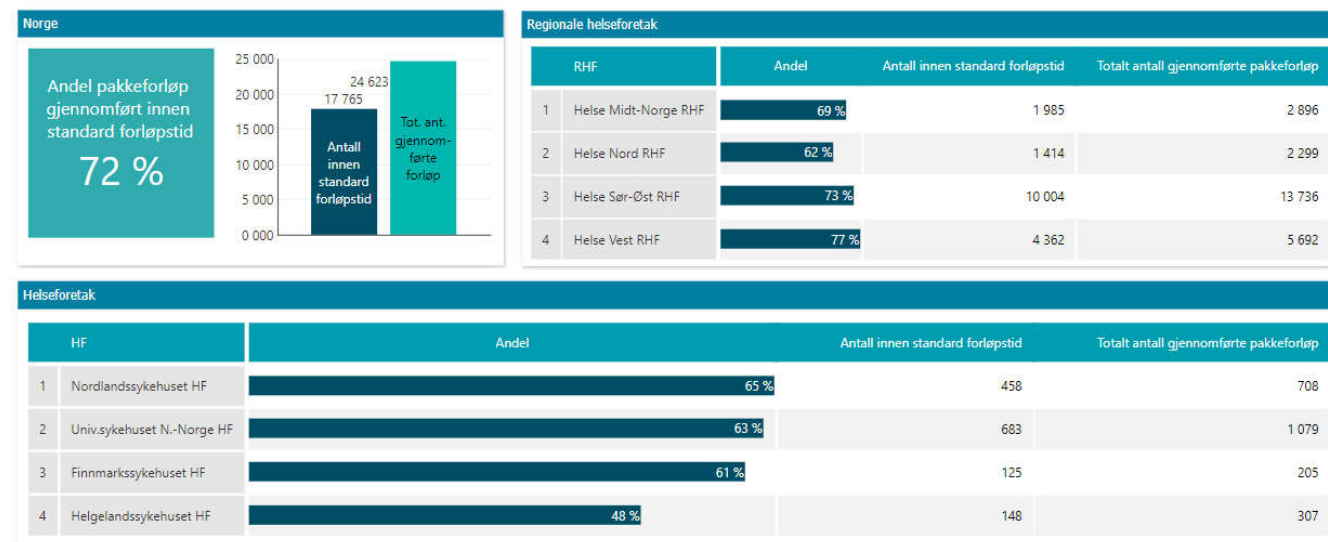 Norge
Andel pakkeforløp
gjennomført innen
standard forløpstid
72 %
25 000
20 000
15 000
10 000
5 000
0 000
24 623
17 765
Antall
innen
standard
forløpstid
Tot. ant.
gjennom-
førte
forløp
Regionale helseforetak
RHF Andel Antall innen standard forløpstid Totalt antall gjennomførte pakkeforløp
1 Helse Midt-Norge RHF 69 % 1 985 2 896
2 Helse Nord RHF 62 % 1 414 2 299
3 Helse Sør-Øst RHF 73 % 10 004 13 736
4 Helse Vest RHF 77 % 4 362 5 692
Helseforetak
HF Andel Antall innen standard forløpstid Totalt antall gjennomførte pakkeforløp
1 Nordlandssykehuset HF 65 % 458 708
2 Univ.sykehuset N.-Norge HF 63 % 683 1 079
3 Finnmarkssykehuset HF 61 % 125 205
4 Helgelandssykehuset HF 48 % 148 307